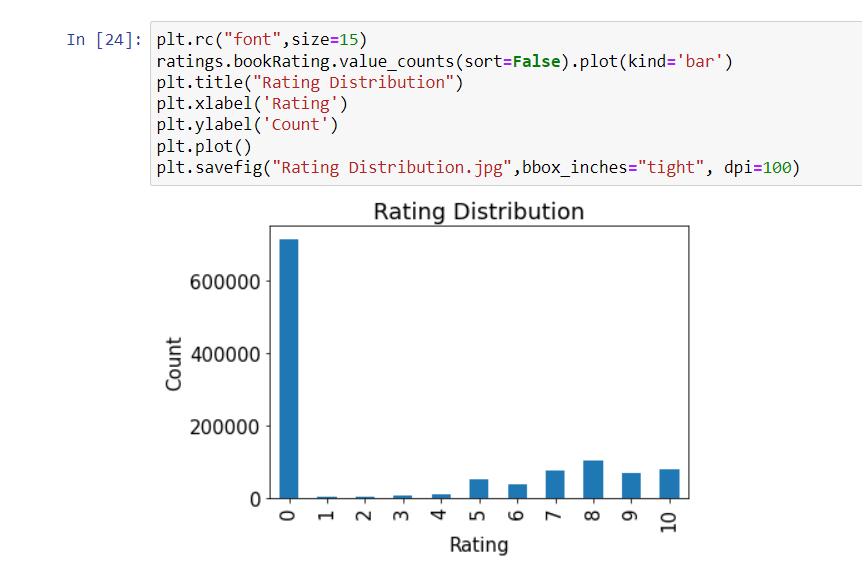 In [24]: plt.rc("font",size=15)
ratings.bookRating.value_counts(sort=False).plot(kind='bar')
plt.title("Rating Distribution")
plt.xlabel('Rating')
plt.ylabel('Count')
plt.plot()
plt.savefig("Rating Distribution.jpg",bbox_inches="tight", dpi=100)
Rating Distribution
600000
400000
200000
0
Count
0 1 2 3 4 5 6 7 8 9 10
Rating